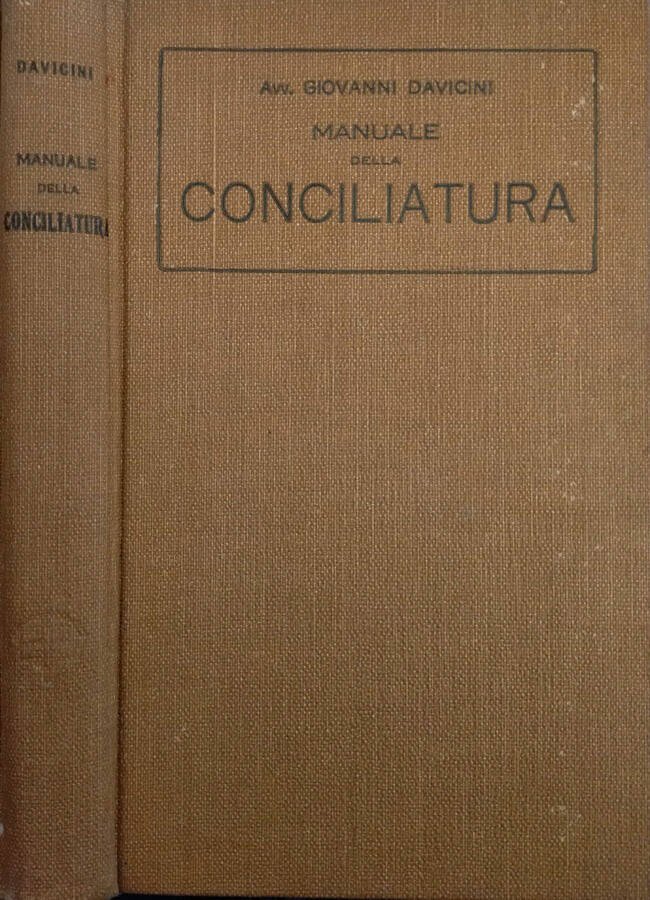 DAVICINI
MANUALE
DELLA
CONCILIATURA
Avv. GIOVANNI DAVICINI
MANUALE
DELLA
CONCILIATURA